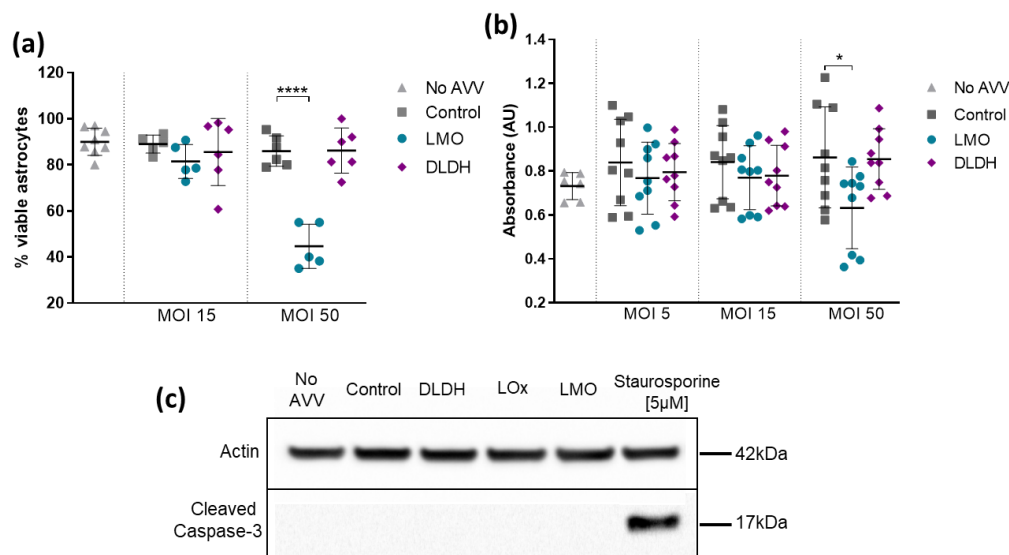 (a)
% viable astrocytes
120
100
80
60
40
20
****
MOI 15
MOI 50
No AVV
Control
LMO
DLDH
(b)
Absorbance (AU)
1.4
1.2
1.0
0.8
0.6
0.4
0.2
*
MOI 5
MOI 15
MOI 50
No AVV
Control
LMO
DLDH
(c)
No
AVV
Control
DLDH
LOx
LMO
Staurosporine
[5µM]
Actin
42kDa
Cleaved
Caspase-3
17kDa